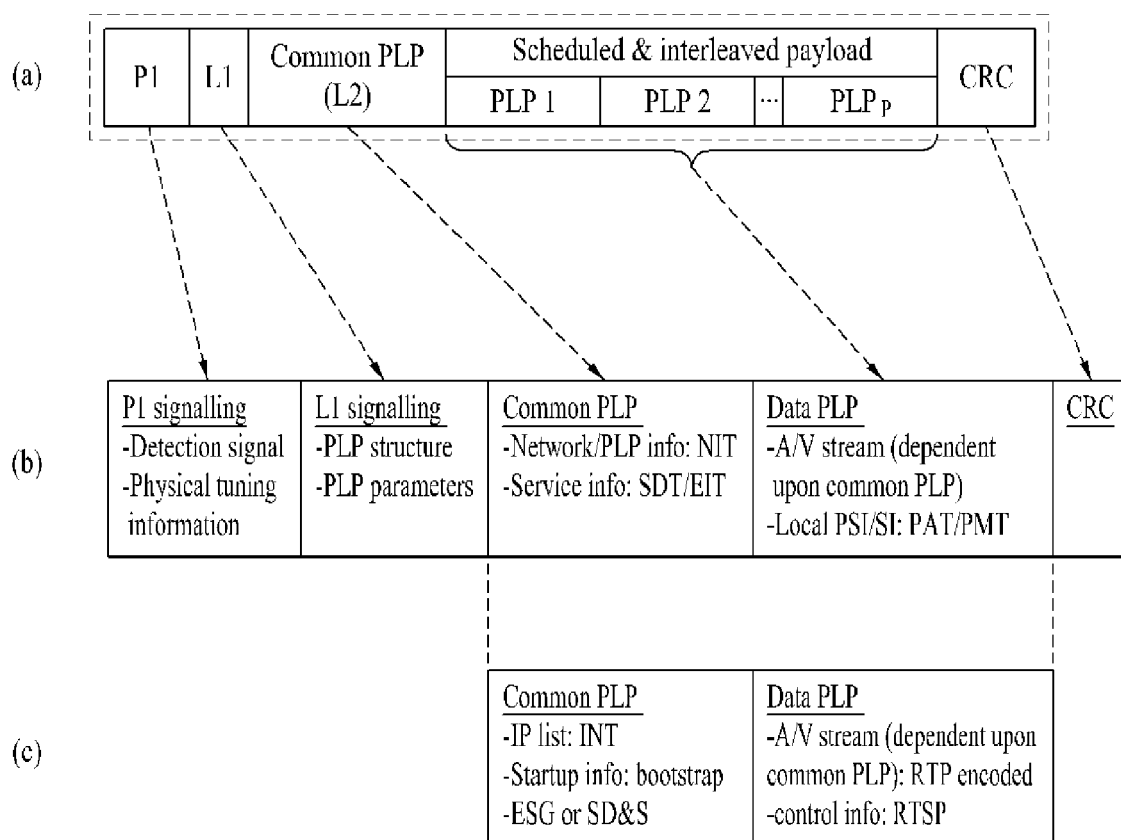 (a)
P1
L1
Common PLP
(L2)
Scheduled & interleaved payload
PLP 1
PLP 2
...
PLP P
CRC
(b)
P1 signalling
-Detection signal
-Physical tuning
information
L1 signalling
-PLP structure
-PLP parameters
Common PLP
-Network/PLP info: NIT
-Service info: SDT/EIT
Data PLP
-A/V stream (dependent
upon common PLP)
-Local PSI/SI: PAT/PMT
CRC
(c)
Common PLP
-IP list: INT
-Startup info: bootstrap
-ESG or SD&S
Data PLP
-A/V stream (dependent upon
common PLP): RTP encoded
-control info: RTSP